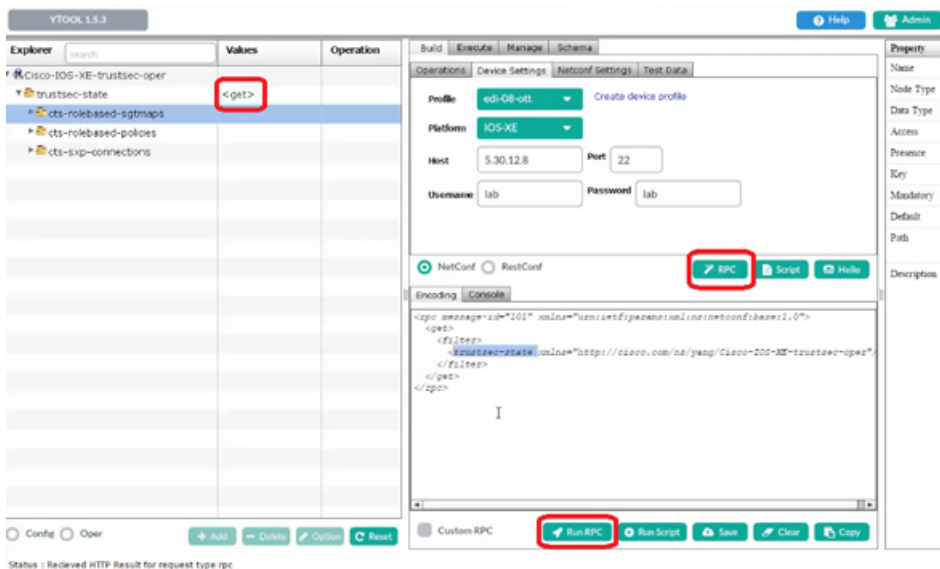 YTOOL 1.5.3
Help
Admin
Explorer
search
Values
Operation
Cisco-IOS-XE-trustsec-oper
trustsec-state
<get>
cts-rolebased-sgtmaps
cts-rolebased-policies
cts-sxp-connections
Config
Oper
Add
Delete
Option
Reset
Status : Recieved HTTP Result for request type rpc
Build
Execute
Manage
Schema
Operations
Device Settings
Netconf Settings
Test Data
Profile
edi-08-ott
Create device profile
Platform
IOS-XE
Host
5.30.12.8
Port
22
Username
lab
Password
lab
NetConf
RestConf
RPC
Script
Hello
Encoding
Console
<rpc message-id="101" xmlns="urn:ietf:params:xml:ns:netconf:base:1.0">
<get>
<filter>
<trustsec-state xmlns="http://cisco.com/ns/yang/Cisco-IOS-XE-trustsec-oper"/
</filter>
</get>
</rpc>
Custom RPC
Run RPC
Run Script
Save
Clear
Copy
Property
Name
Node Type
Data Type
Access
Presence
Key
Mandatory
Default
Path
Description